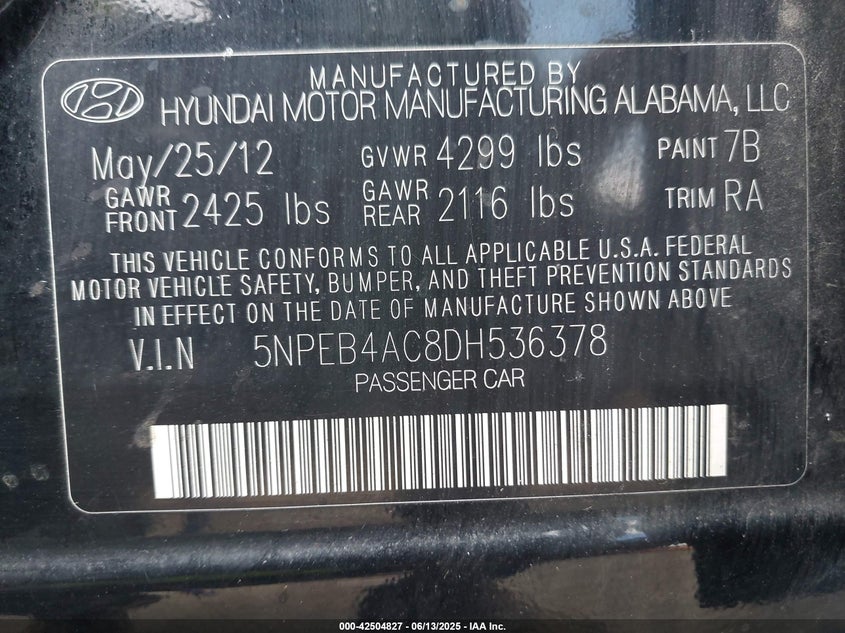 MANUFACTURED BY
HYUNDAI MOTOR MANUFACTURING ALABAMA, LLC
May/25/12 GVWR 4299 lbs PAINT 7B
GAWR FRONT 2425 lbs GAWR REAR 2116 lbs TRIM RA
THIS VEHICLE CONFORMS TO ALL APPLICABLE U.S.A. FEDERAL
MOTOR VEHICLE SAFETY, BUMPER, AND THEFT PREVENTION STANDARDS
IN EFFECT ON THE DATE OF MANUFACTURE SHOWN ABOVE
V.I.N 5NPEB4AC8DH536378
PASSENGER CAR
000-42504827 - 06/13/2025 - IAA Inc.